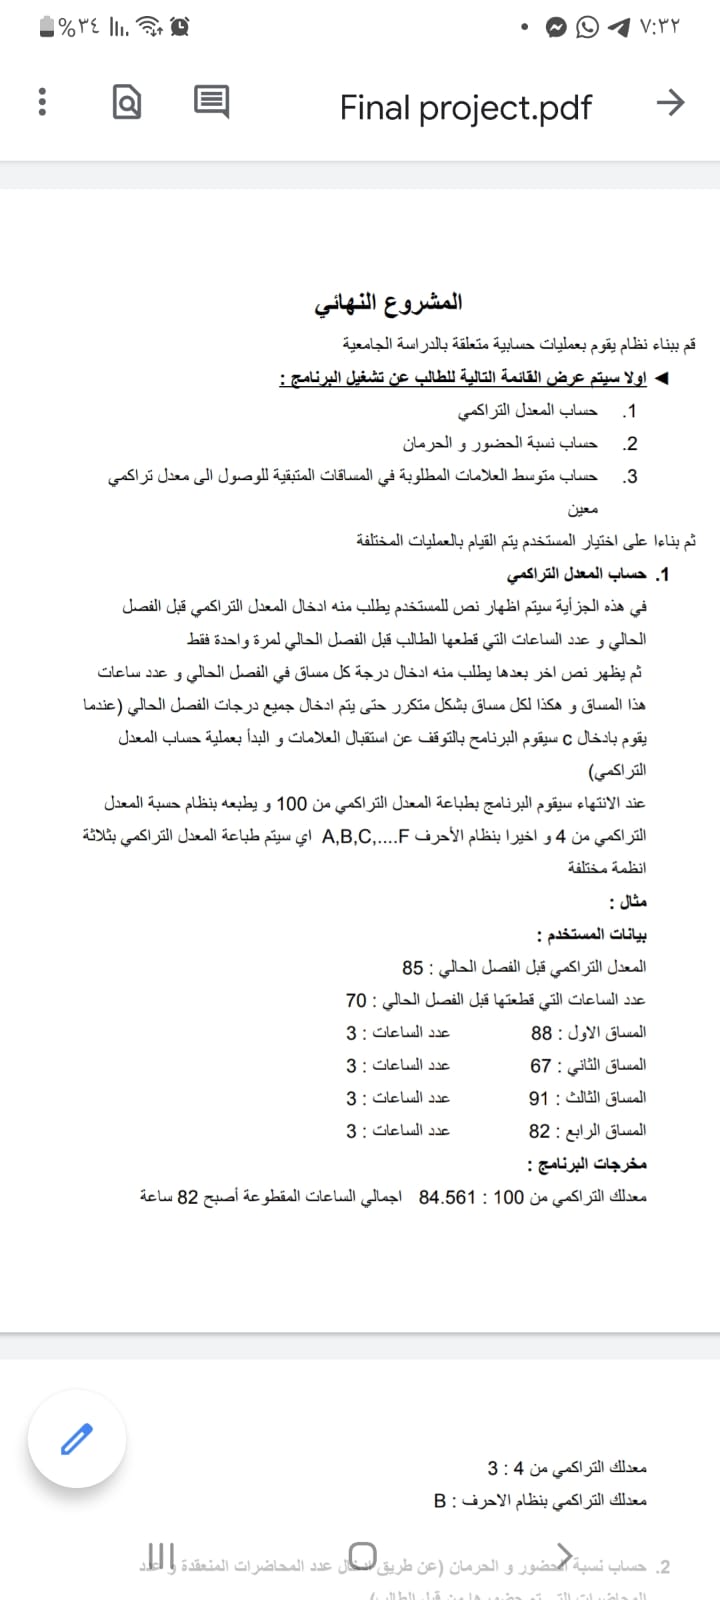 %٣٤ ٧:٣٢
Final project.pdf
المشروع النهائي
قم ببناء نظام يقوم بعمليات حسابية متعلقة بالدراسة الجامعية
◄ اولا سيتم عرض القائمة التالية للطالب عن تشغيل البرنامج :
1. حساب المعدل التراكمي
2. حساب نسبة الحضور و الحرمان
3. حساب متوسط العلامات المطلوبة في المساقات المتبقية للوصول الى معدل تراكمي
معين
ثم بناءا على اختيار المستخدم يتم القيام بالعمليات المختلفة
1. حساب المعدل التراكمي
في هذه الجزأية سيتم اظهار نص للمستخدم يطلب منه ادخال المعدل التراكمي قبل الفصل
الحالي و عدد الساعات التي قطعها الطالب قبل الفصل الحالي لمرة واحدة فقط
ثم يظهر نص اخر بعدها يطلب منه ادخال درجة كل مساق في الفصل الحالي و عدد ساعات
هذا المساق و هكذا لكل مساق بشكل متكرر حتى يتم ادخال جميع درجات الفصل الحالي (عندما
يقوم بادخال c سيقوم البرنامج بالتوقف عن استقبال العلامات و البدأ بعملية حساب المعدل
التراكمي)
عند الانتهاء سيقوم البرنامج بطباعة المعدل التراكمي من 100 و يطبعه بنظام حسبة المعدل
التراكمي من 4 و اخيرا بنظام الأحرف A,B,C,....F اي سيتم طباعة المعدل التراكمي بثلاثة
انظمة مختلفة
مثال :
بيانات المستخدم :
المعدل التراكمي قبل الفصل الحالي : 85
عدد الساعات التي قطعتها قبل الفصل الحالي : 70
المساق الاول : 88 عدد الساعات : 3
المساق الثاني : 67 عدد الساعات : 3
المساق الثالث : 91 عدد الساعات : 3
المساق الرابع : 82 عدد الساعات : 3
مخرجات البرنامج :
معدلك التراكمي من 100 : 84.561 اجمالي الساعات المقطوعة أصبح 82 ساعة
معدلك التراكمي من 4 : 3
معدلك التراكمي بنظام الاحرف : B
2. حساب نسبة الحضور و الحرمان (عن طريق ادخال عدد المحاضرات المنعقدة و عدد
المحاضرات التي تم حضورها من قبل الطالب)